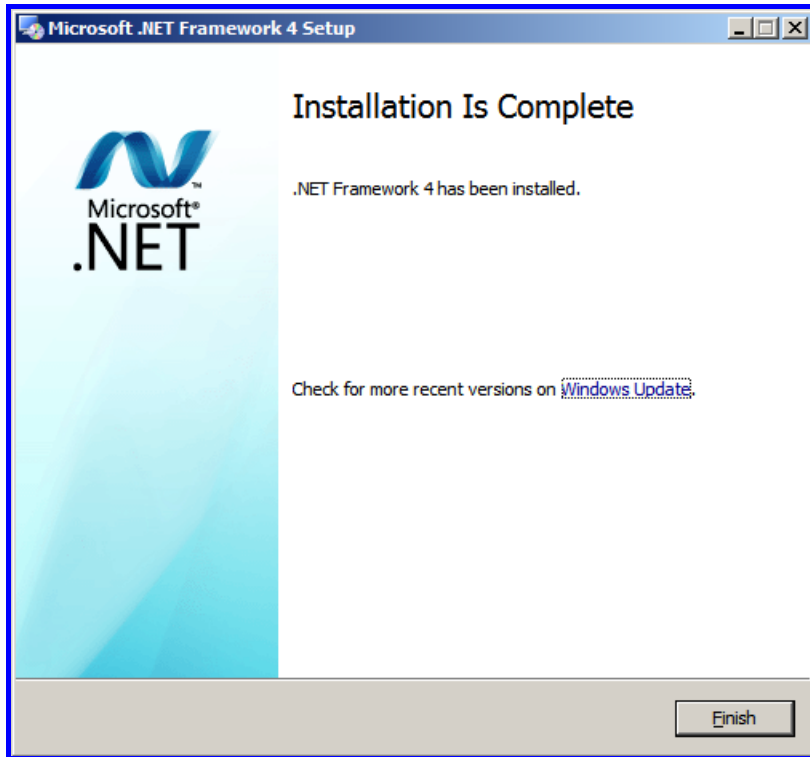 Microsoft .NET Framework 4 Setup
Installation Is Complete
Microsoft®
.NET
™
.NET Framework 4 has been installed.
Check for more recent versions on Windows Update.
Finish